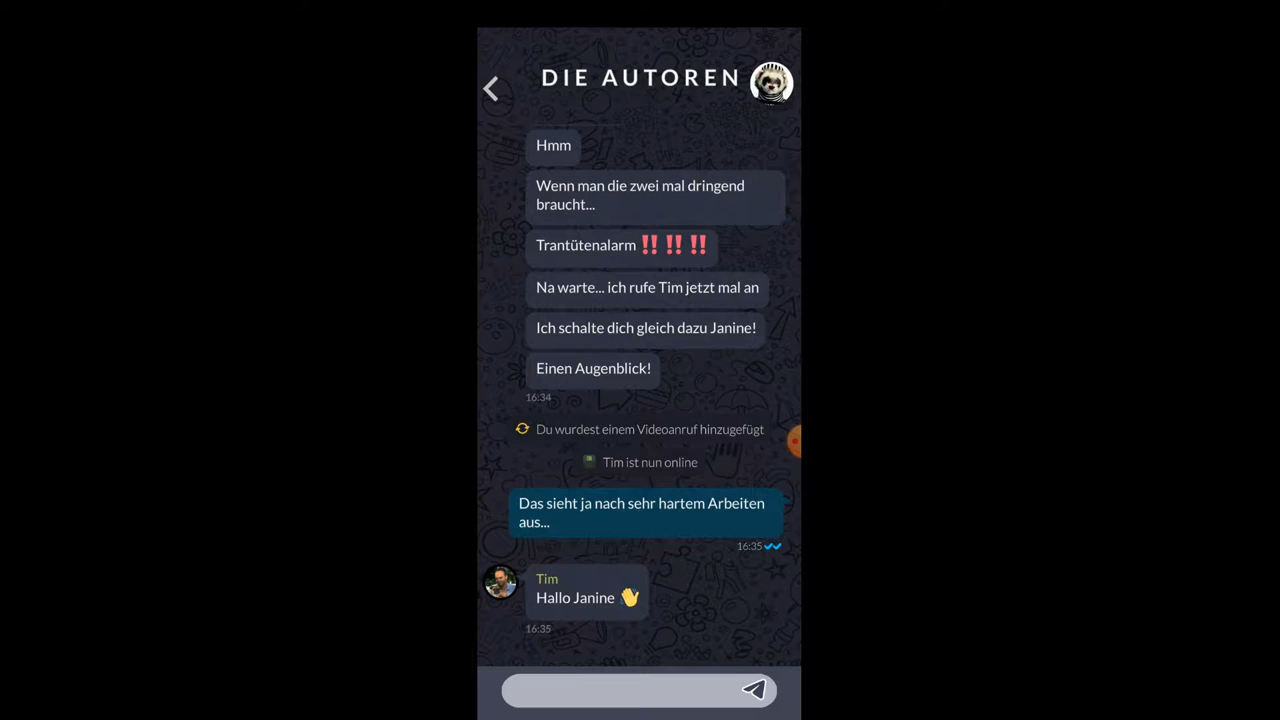 DIE AUTOREN
Hmm
Wenn man die zwei mal dringend
braucht...
Trantütenalarm ‼️ ‼️ ‼️
Na warte... ich rufe Tim jetzt mal an
Ich schalte dich gleich dazu Janine!
Einen Augenblick!
16:34
Du wurdest einem Videoanruf hinzugefügt
Tim ist nun online
Das sieht ja nach sehr hartem Arbeiten
aus...
16:35
Tim
Hallo Janine 👋
16:35